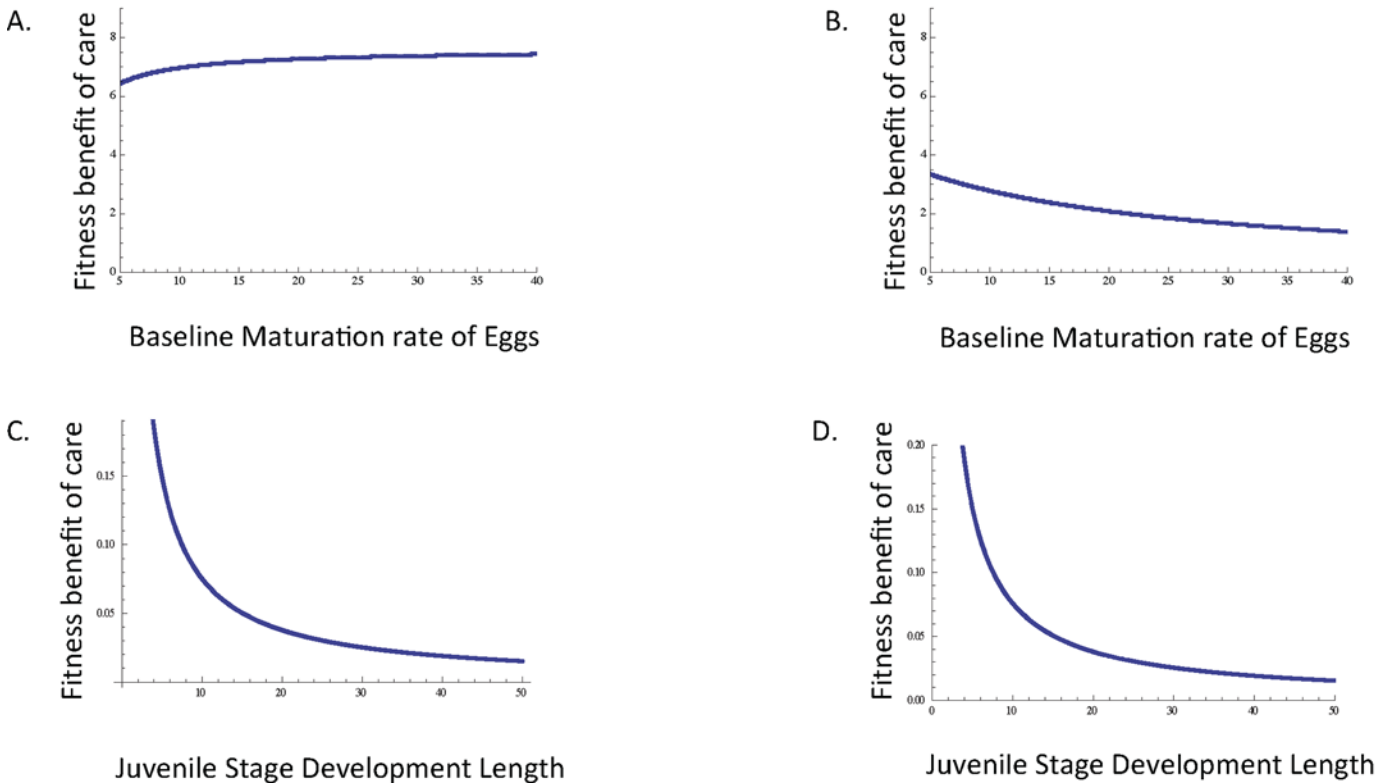 A.
Fitness benefit of care
8
6
4
2
0
5 10 15 20 25 30 35 40
Baseline Maturation rate of Eggs
B.
Fitness benefit of care
8
6
4
2
0
5 10 15 20 25 30 35 40
Baseline Maturation rate of Eggs
C.
Fitness benefit of care
0.15
0.10
0.05
10 20 30 40 50
Juvenile Stage Development Length
D.
Fitness benefit of care
0.20
0.15
0.10
0.05
0.00
0 10 20 30 40 50
Juvenile Stage Development Length